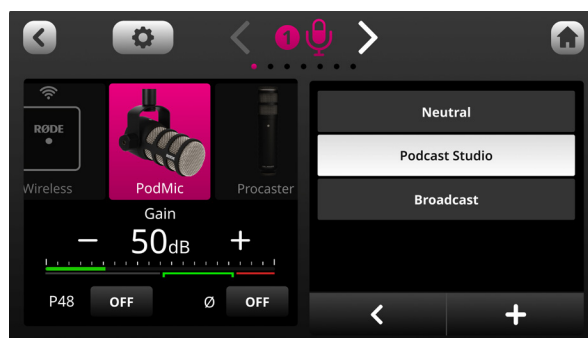 1
RØDE
Wireless
PodMic
Procaster
Gain
− 50dB +
P48 OFF Ø OFF
Neutral
Podcast Studio
Broadcast